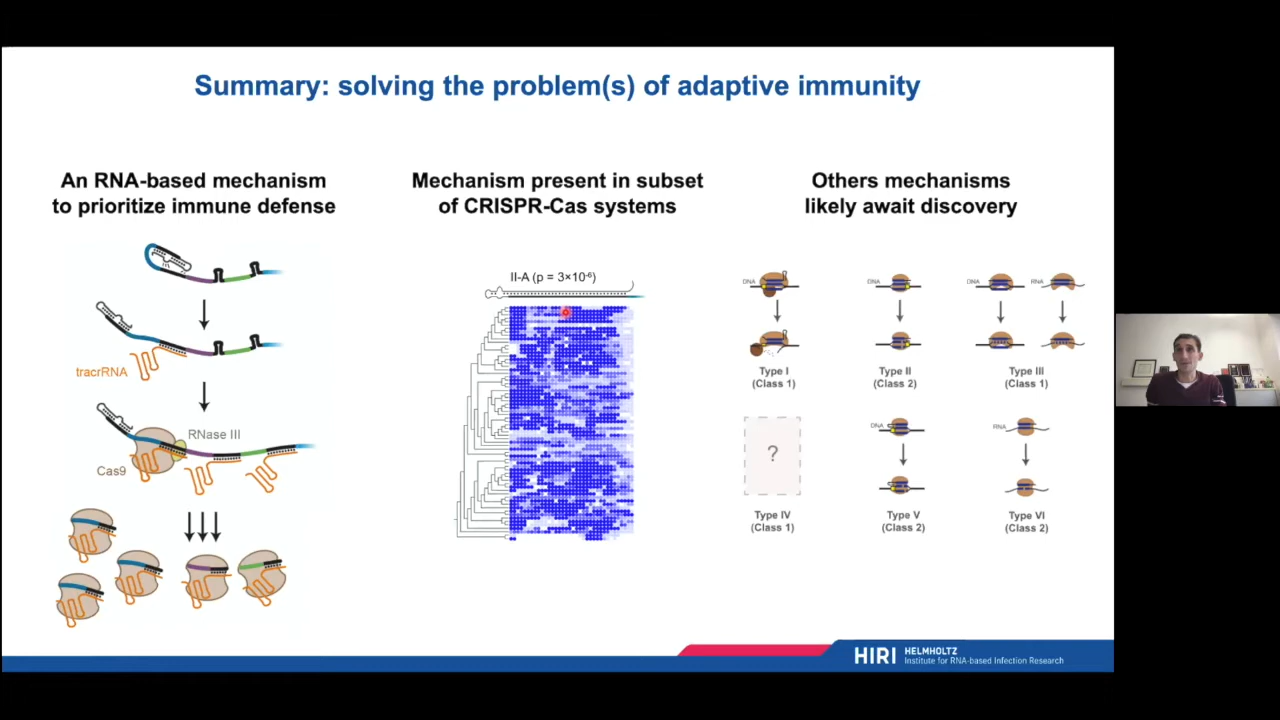 Summary: solving the problem(s) of adaptive immunity
An RNA-based mechanism
to prioritize immune defense
tracrRNA
RNase III
Cas9
Mechanism present in subset
of CRISPR-Cas systems
II-A (p = 3×10⁻⁶)
Others mechanisms
likely await discovery
DNA
DNA
DNA
RNA
Type I
(Class 1)
Type II
(Class 2)
Type III
(Class 1)
?
DNA
RNA
Type IV
(Class 1)
Type V
(Class 2)
Type VI
(Class 2)
HIRI
HELMHOLTZ
Institute for RNA-based Infection Research